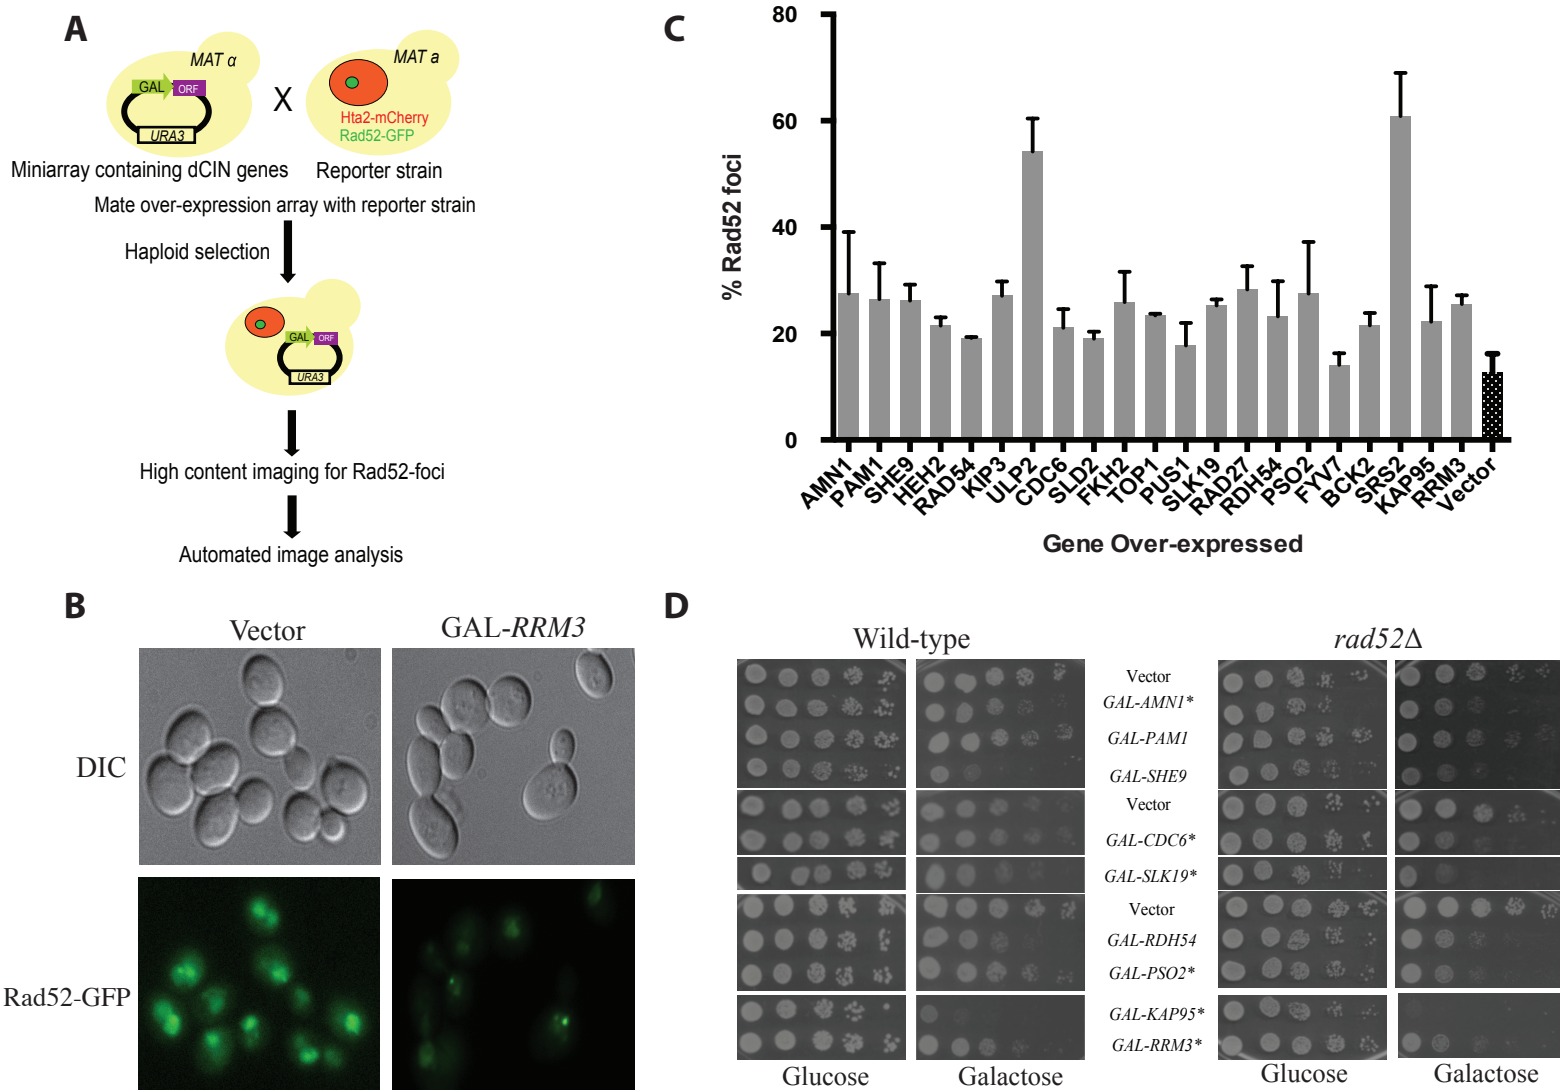 A
MAT α
GAL
ORF
URA3
X
MAT a
Hta2-mCherry
Rad52-GFP
Miniarray containing dCIN genes
Reporter strain
Mate over-expression array with reporter strain
Haploid selection
GAL
ORF
URA3
High content imaging for Rad52-foci
Automated image analysis
B
Vector
GAL-RRM3
DIC
Rad52-GFP
C
% Rad52 foci
80
60
40
20
0
AMN1
PAM1
SHE9
HEH2
RAD54
KIP3
ULP2
CDC6
SLD2
FKH2
TOP1
PUS1
SLK19
RAD27
RDH54
PSO2
FYV7
BCK2
SRS2
KAP95
RRM3
Vector
Gene Over-expressed
D
Wild-type
rad52Δ
Vector
GAL-AMN1*
GAL-PAM1
GAL-SHE9
Vector
GAL-CDC6*
GAL-SLK19*
Vector
GAL-RDH54
GAL-PSO2*
GAL-KAP95*
GAL-RRM3*
Glucose
Galactose
Glucose
Galactose